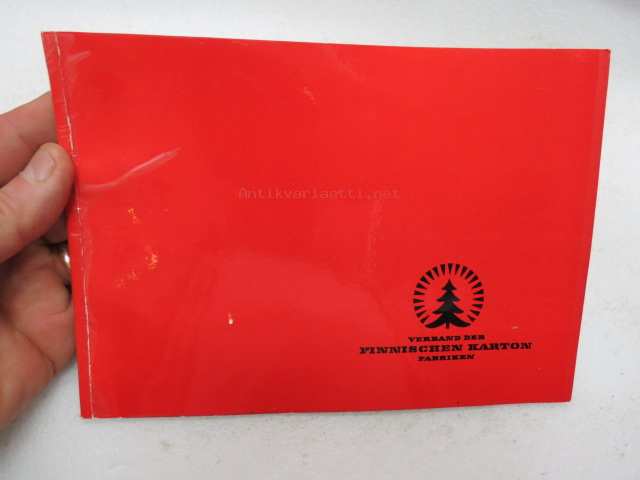 Antikvariaatti.net
VERBAND DER
FINNISCHEN KARTON
FABRIKEN